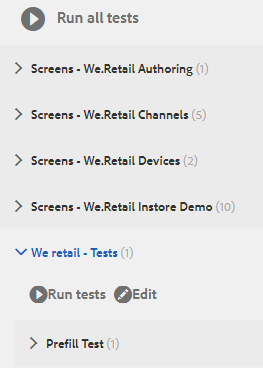 Run all tests
Screens - We.Retail Authoring (1)
Screens - We.Retail Channels (5)
Screens - We.Retail Devices (2)
Screens - We.Retail Instore Demo (10)
We retail - Tests (1)
Run tests Edit
Prefill Test (1)